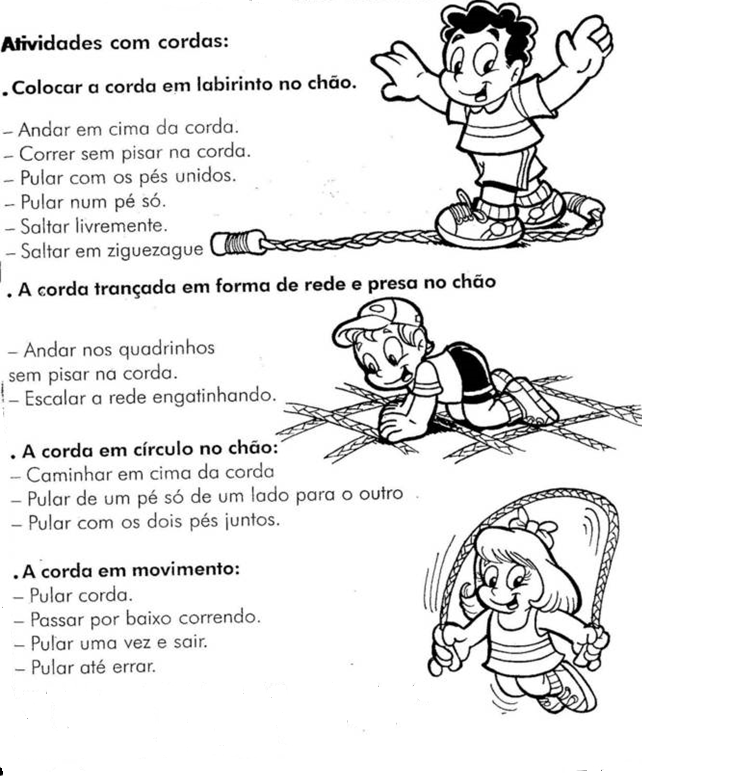 Atividades com cordas:
. Colocar a corda em labirinto no chão.
– Andar em cima da corda.
– Correr sem pisar na corda.
– Pular com os pés unidos.
– Pular num pé só.
– Saltar livremente.
– Saltar em ziguezague
. A corda trançada em forma de rede e presa no chão
– Andar nos quadrinhos
sem pisar na corda.
– Escalar a rede engatinhando.
. A corda em círculo no chão:
– Caminhar em cima da corda
– Pular de um pé só de um lado para o outro
– Pular com os dois pés juntos.
. A corda em movimento:
– Pular corda.
– Passar por baixo correndo.
– Pular uma vez e sair.
– Pular até errar.